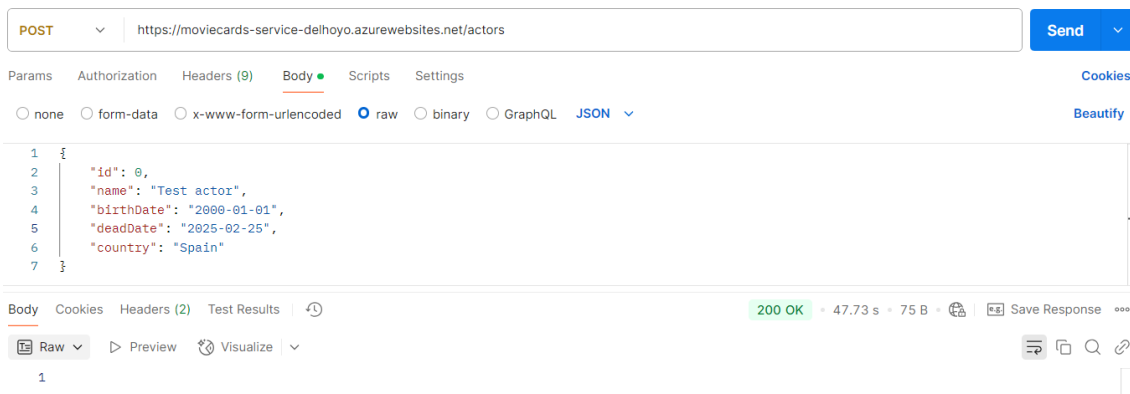 POST https://moviecards-service-delhoyo.azurewebsites.net/actors Send
Params Authorization Headers (9) Body Scripts Settings Cookies
none form-data x-www-form-urlencoded raw binary GraphQL JSON Beautify
1 {
2 "id": 0,
3 "name": "Test actor",
4 "birthDate": "2000-01-01",
5 "deadDate": "2025-02-25",
6 "country": "Spain"
7 }
Body Cookies Headers (2) Test Results 200 OK • 47.73 s • 75 B • e.g. Save Response
Raw Preview Visualize
1